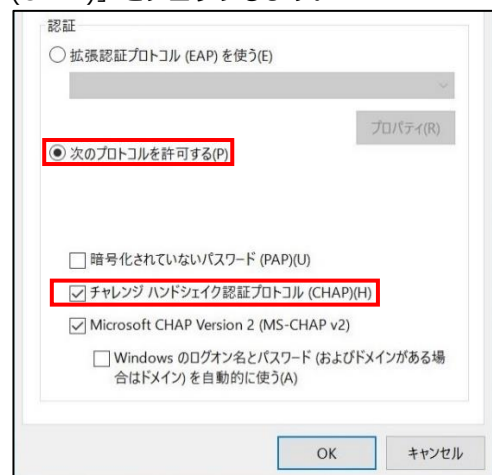 認証
拡張認証プロトコル (EAP) を使う(E)
プロパティ(R)
次のプロトコルを許可する(P)
暗号化されていないパスワード (PAP)(U)
チャレンジ ハンドシェイク認証プロトコル (CHAP)(H)
Microsoft CHAP Version 2 (MS-CHAP v2)
Windows のログオン名とパスワード (およびドメインがある場
合はドメイン) を自動的に使う(A)
OK
キャンセル